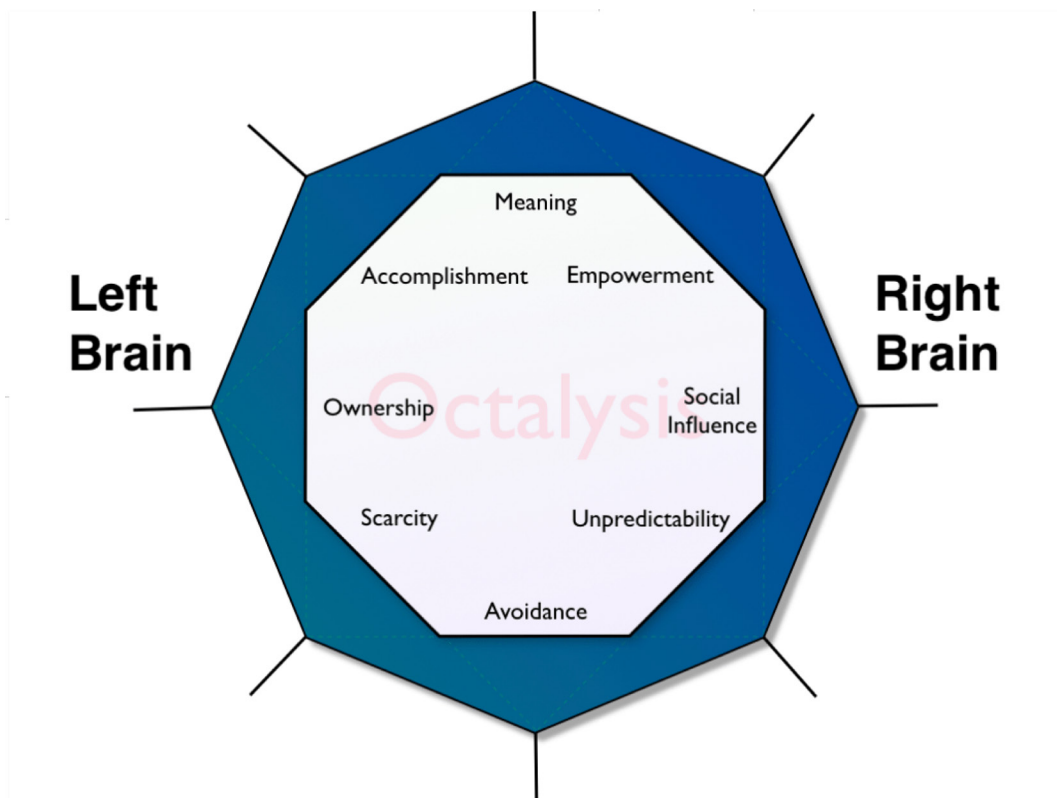 Meaning
Accomplishment
Empowerment
Left
Brain
Right
Brain
Octalysis
Ownership
Social
Influence
Scarcity
Unpredictability
Avoidance